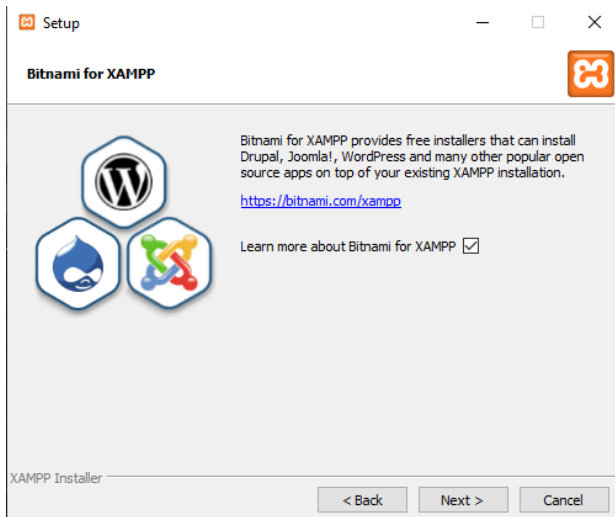 Setup
Bitnami for XAMPP
Bitnami for XAMPP provides free installers that can install
Drupal, Joomla!, WordPress and many other popular open
source apps on top of your existing XAMPP installation.
https://bitnami.com/xampp
Learn more about Bitnami for XAMPP
XAMPP Installer
< Back Next > Cancel